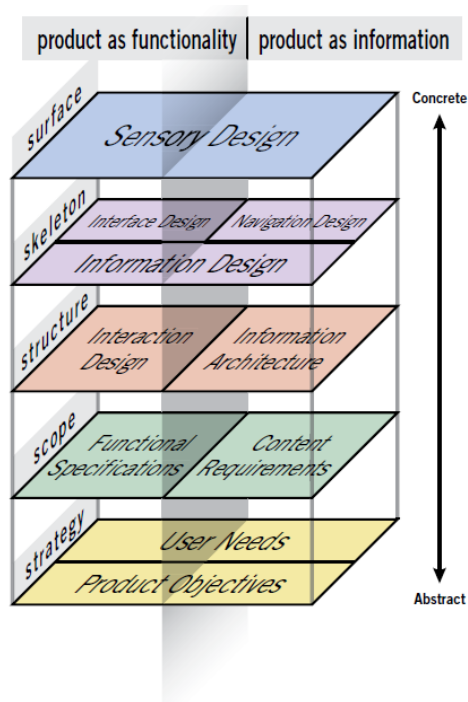 product as functionality
product as information
Concrete
surface
Sensory Design
skeleton
Interface Design
Navigation Design
Information Design
structure
Interaction
Design
Information
Architecture
scope
Functional
Specifications
Content
Requirements
strategy
User Needs
Product Objectives
Abstract